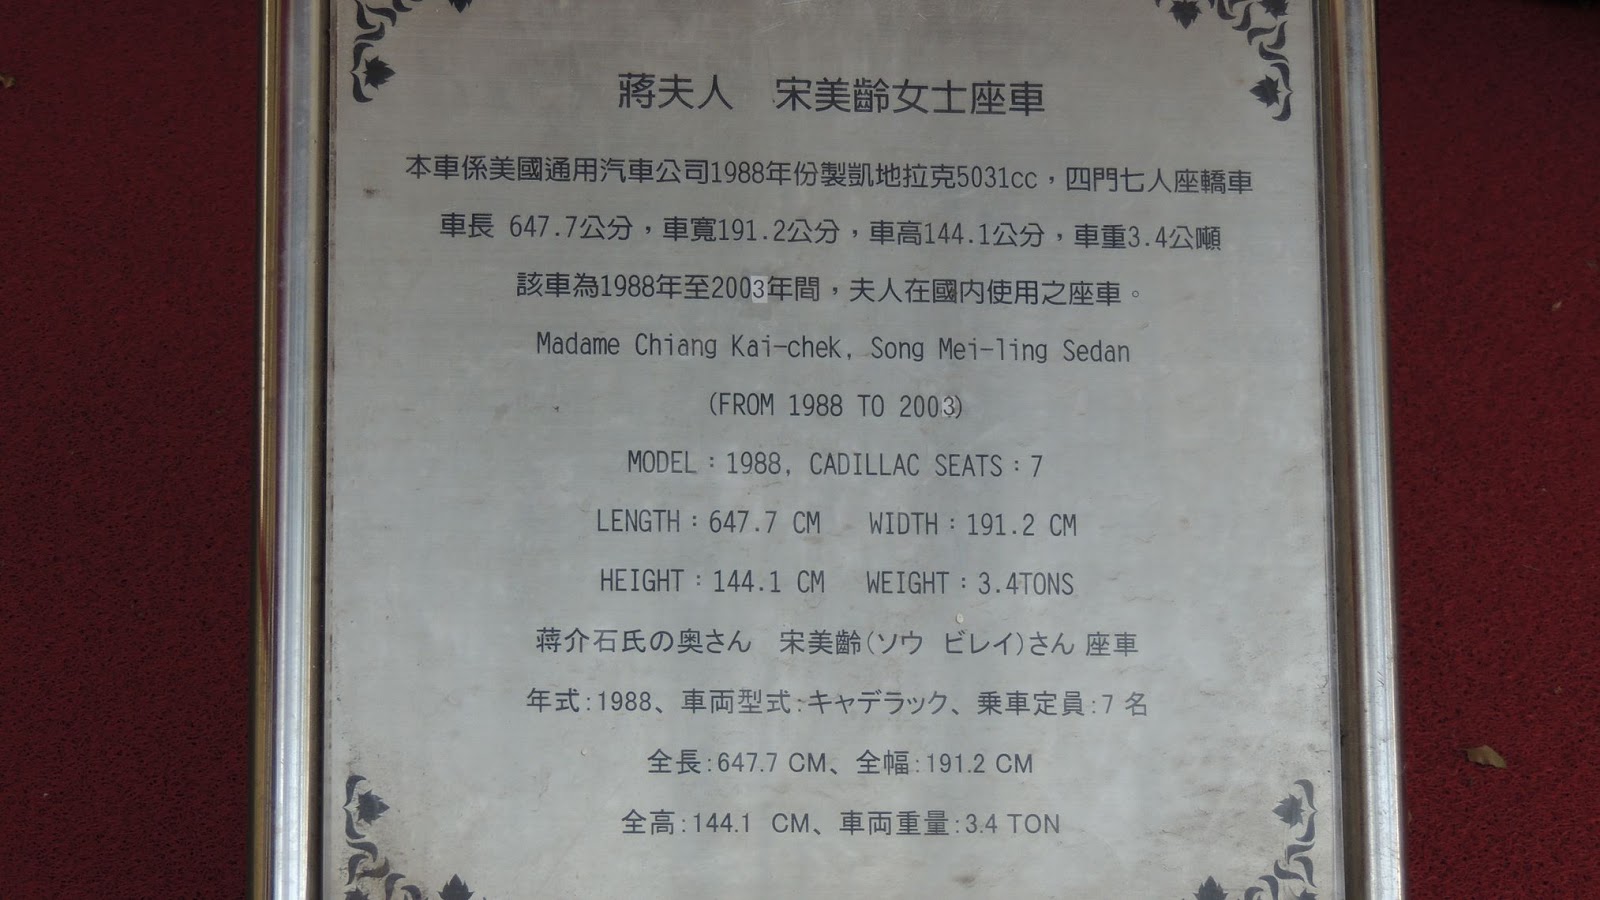 蔣夫人　宋美齡女士座車
本車係美國通用汽車公司1988年份製凱地拉克5031cc，四門七人座轎車
車長 647.7公分，車寬191.2公分，車高144.1公分，車重3.4公噸
該車為1988年至2003年間，夫人在國內使用之座車。
Madame Chiang Kai-chek, Song Mei-ling Sedan
(FROM 1988 TO 2003)
MODEL：1988, CADILLAC SEATS：7
LENGTH：647.7 CM　WIDTH：191.2 CM
HEIGHT：144.1 CM　WEIGHT：3.4TONS
蒋介石氏の奥さん　宋美齢(ソウ ビレイ)さん 座車
年式:1988、車両型式:キャデラック、乗車定員:7 名
全長:647.7 CM、全幅:191.2 CM
全高:144.1 CM、車両重量:3.4 TON